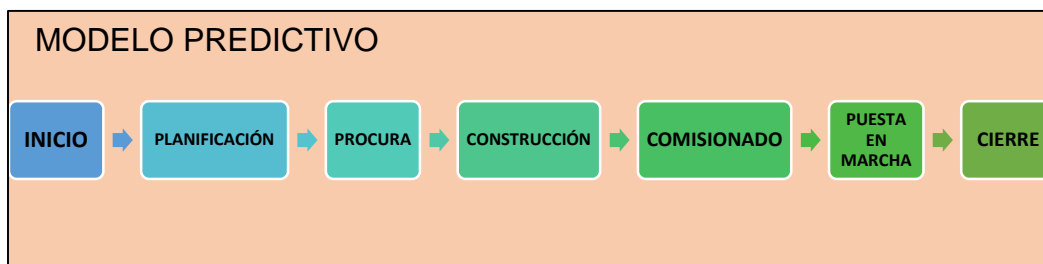 MODELO PREDICTIVO
INICIO
PLANIFICACIÓN
PROCURA
CONSTRUCCIÓN
COMISIONADO
PUESTA
EN
MARCHA
CIERRE